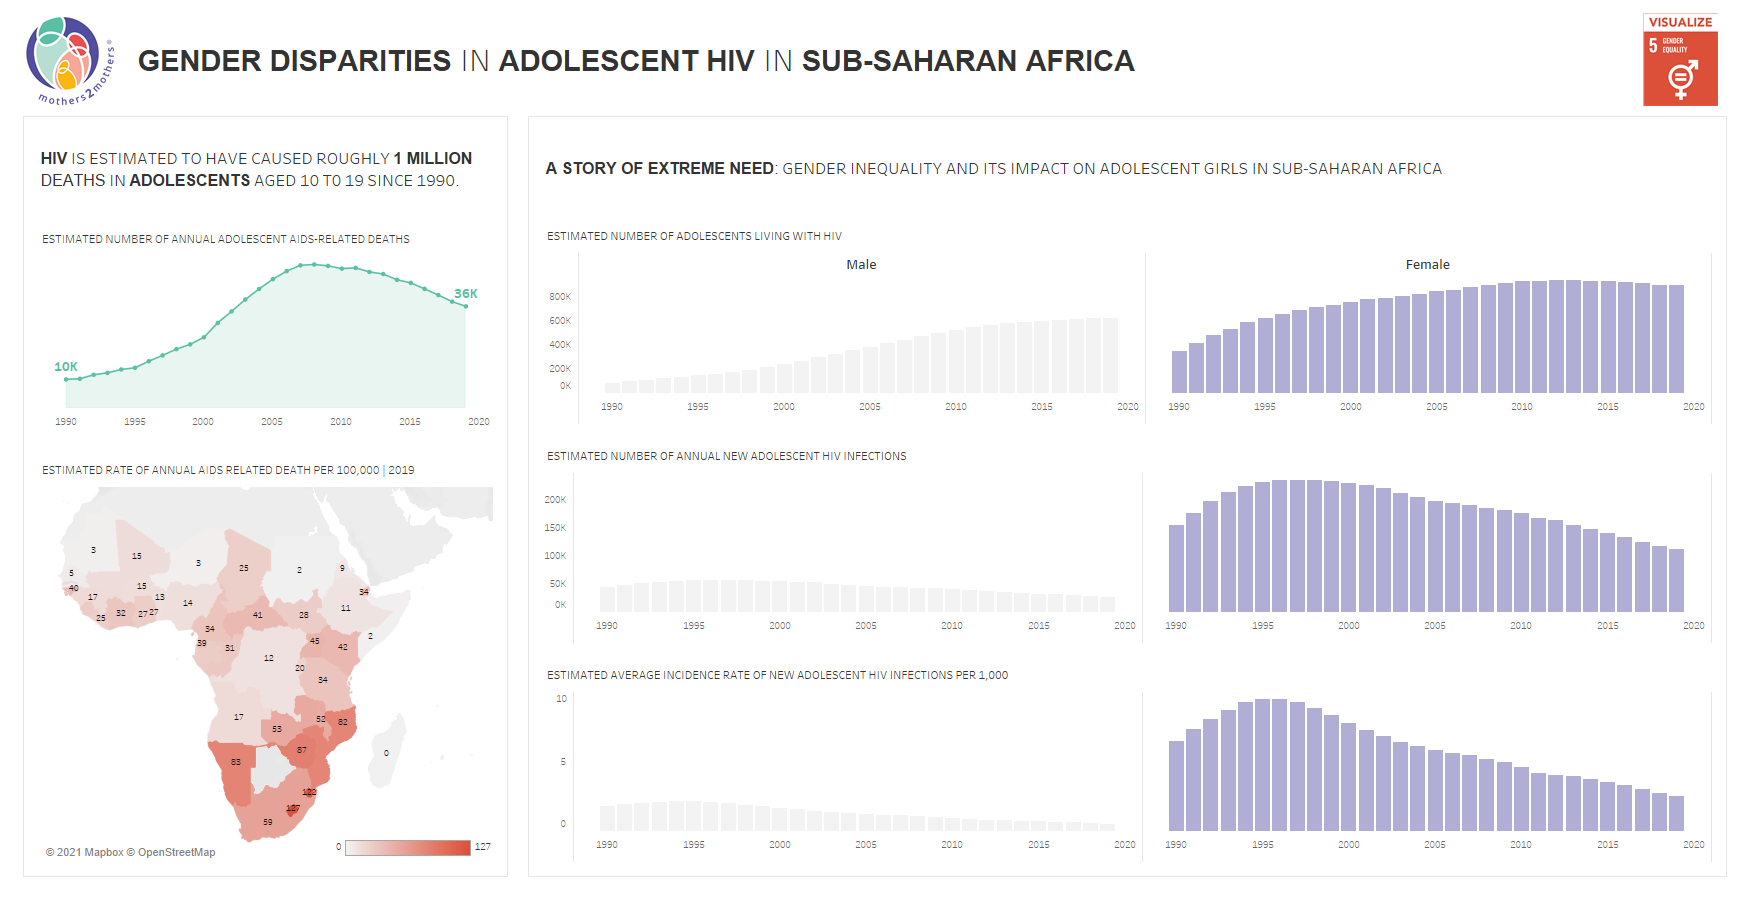 mothers2mothers®
GENDER DISPARITIES IN ADOLESCENT HIV IN SUB-SAHARAN AFRICA
VISUALIZE
5 GENDER
EQUALITY
HIV IS ESTIMATED TO HAVE CAUSED ROUGHLY 1 MILLION
DEATHS IN ADOLESCENTS AGED 10 TO 19 SINCE 1990.
ESTIMATED NUMBER OF ANNUAL ADOLESCENT AIDS-RELATED DEATHS
36K
10K
1990 1995 2000 2005 2010 2015 2020
ESTIMATED RATE OF ANNUAL AIDS RELATED DEATH PER 100,000 | 2019
3
15
3
25
2
9
5
40
15
34
17
13
14
11
25
32
27
27
41
28
34
2
39
31
45
42
12
20
34
17
52
82
53
87
0
83
122
127
59
0
127
© 2021 Mapbox © OpenStreetMap
A STORY OF EXTREME NEED: GENDER INEQUALITY AND ITS IMPACT ON ADOLESCENT GIRLS IN SUB-SAHARAN AFRICA
ESTIMATED NUMBER OF ADOLESCENTS LIVING WITH HIV
Male Female
800K
600K
400K
200K
0K
1990 1995 2000 2005 2010 2015 2020 1990 1995 2000 2005 2010 2015 2020
ESTIMATED NUMBER OF ANNUAL NEW ADOLESCENT HIV INFECTIONS
200K
150K
100K
50K
0K
1990 1995 2000 2005 2010 2015 2020 1990 1995 2000 2005 2010 2015 2020
ESTIMATED AVERAGE INCIDENCE RATE OF NEW ADOLESCENT HIV INFECTIONS PER 1,000
10
5
0
1990 1995 2000 2005 2010 2015 2020 1990 1995 2000 2005 2010 2015 2020